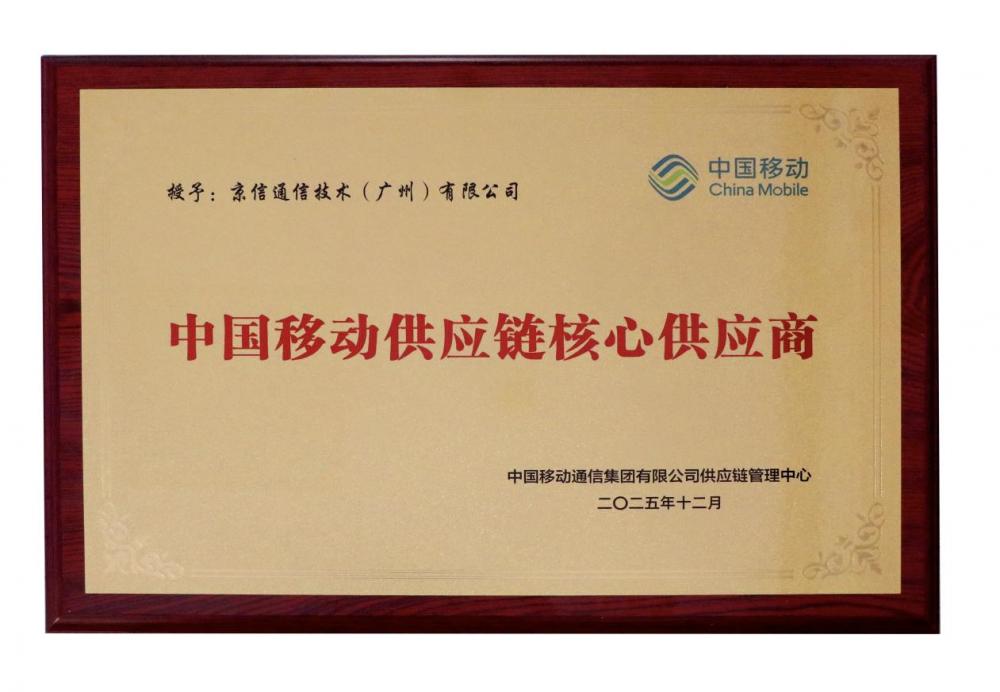 中国移动
China Mobile
授予：京信通信技术（广州）有限公司
中国移动供应链核心供应商
中国移动通信集团有限公司供应链管理中心
二〇二五年十二月